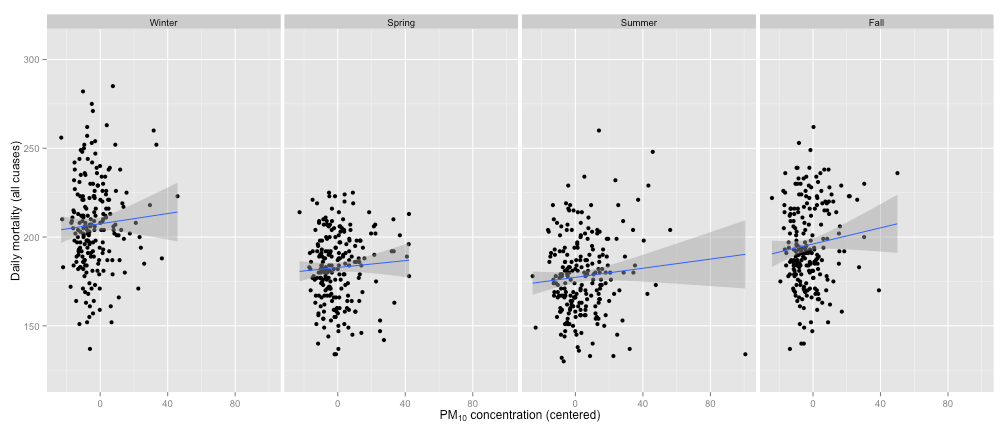 Winter Spring Summer Fall
300
250
200
150
Daily mortality (all cuases)
0 40 80 0 40 80 0 40 80 0 40 80
PM10 concentration (centered)